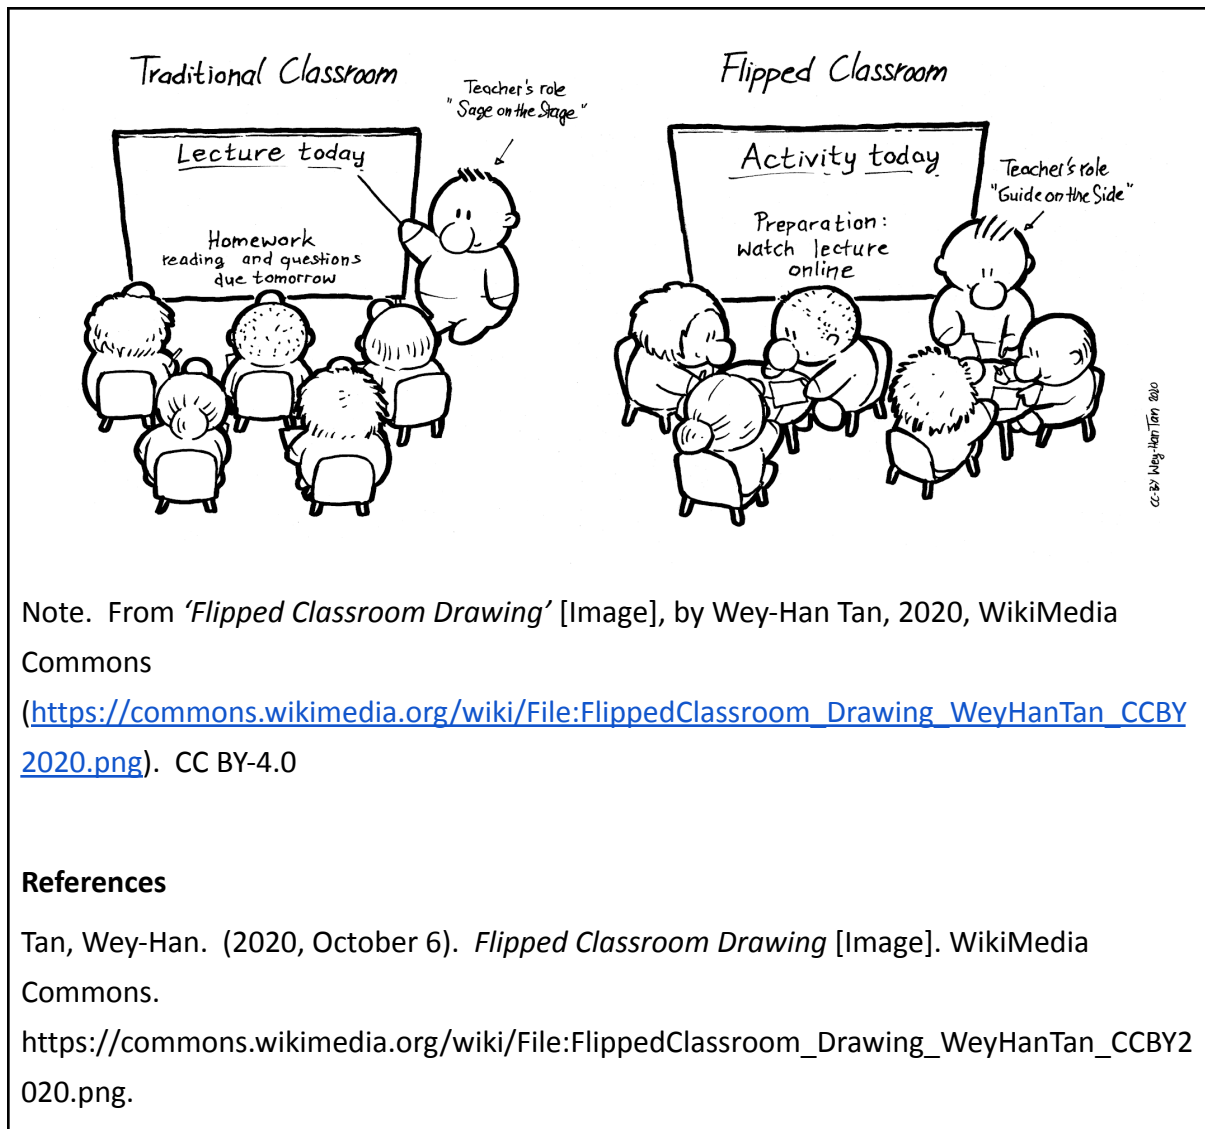 Traditional Classroom
Teacher's role
"Sage on the Stage"
Lecture today
Homework
reading and questions
due tomorrow
Flipped Classroom
Activity today
Teacher's role
"Guide on the Side"
Preparation:
watch lecture
online
CC-BY Wey-Han Tan 2020
Note.  From ‘Flipped Classroom Drawing’ [Image], by Wey-Han Tan, 2020, WikiMedia
Commons
(https://commons.wikimedia.org/wiki/File:FlippedClassroom_Drawing_WeyHanTan_CCBY
2020.png).  CC BY-4.0
References
Tan, Wey-Han.  (2020, October 6).  Flipped Classroom Drawing [Image]. WikiMedia
Commons.
https://commons.wikimedia.org/wiki/File:FlippedClassroom_Drawing_WeyHanTan_CCBY2
020.png.